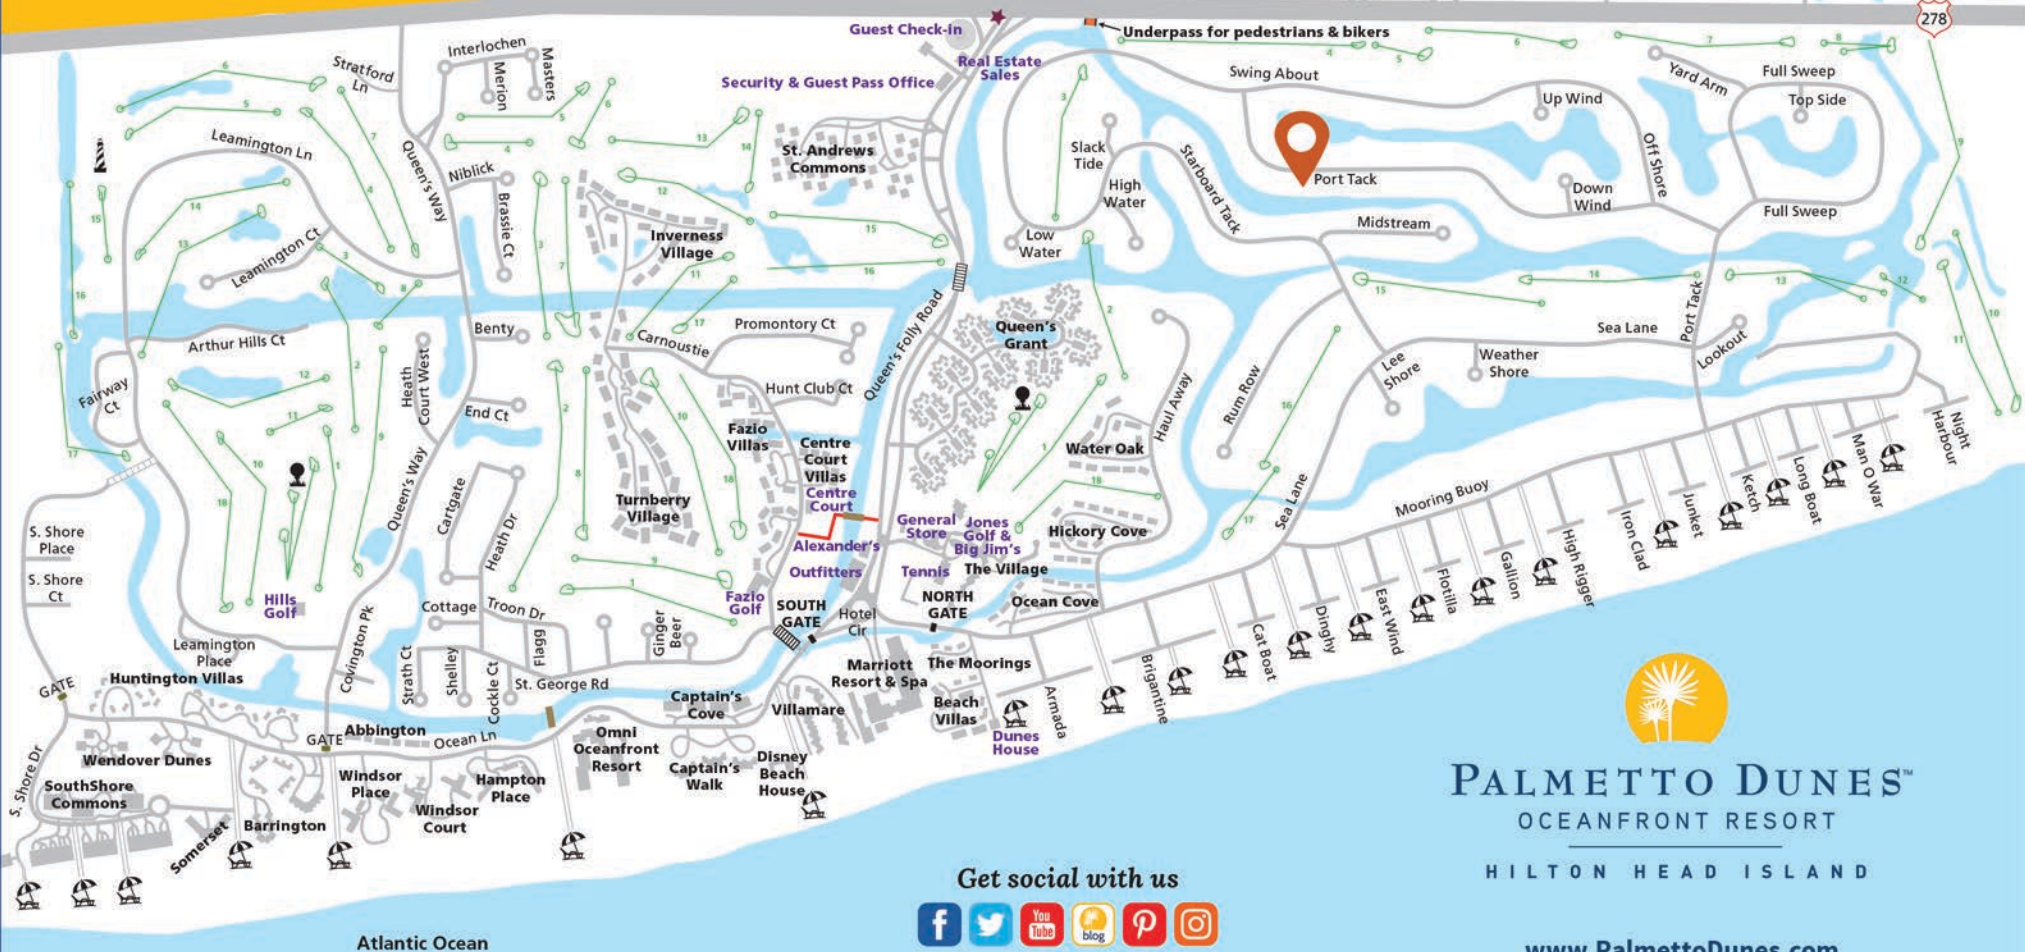 278
Guest Check-in
Underpass for pedestrians & bikers
Real Estate
Sales
Security & Guest Pass Office
Interlochen
Merion
Masters
Stratford
Ln
Leamington Ln
Queen's Way
Niblick
Brassie Ct
St. Andrews
Commons
Inverness
Village
Leamington Ct
Arthur Hills Ct
Fairway
Ct
Benty
Heath
Court West
End Ct
Carnoustie
Promontory Ct
Hunt Club Ct
Queen's Folly Road
Queen's
Grant
Swing About
Slack
Tide
High
Water
Low
Water
Starboard Tack
Port Tack
Midstream
Up Wind
Down
Wind
Off Shore
Yard Arm
Full Sweep
Top Side
Full Sweep
Port Tack
Sea Lane
Lookout
Weather
Shore
Lee
Shore
Rum Row
Haul Away
Water Oak
Hickory Cove
Sea Lane
Mooring Buoy
Night
Harbour
Man O War
Long Boat
Ketch
Junket
Iron Clad
High Rigger
Gallion
Flotilla
East Wind
Dinghy
Cat Boat
Brigantine
Armada
Fazio
Villas
Centre
Court
Villas
Centre
Court
Alexander's
Outfitters
General
Store
Jones
Golf &
Big Jim's
Tennis
The Village
Ocean Cove
NORTH
GATE
SOUTH
GATE
Hotel
Cir
Fazio
Golf
Turnberry
Village
Queen's Way
Cartgate
Heath Dr
Cottage
Troon Dr
Flagg
Ginger
Beer
St. George Rd
Cockle Ct
Shelley
Strath Ct
Covington Pk
Hills
Golf
Leamington
Place
Huntington Villas
S. Shore
Place
S. Shore
Ct
GATE
S. Shore Dr
Wendover Dunes
SouthShore
Commons
Somerset
Barrington
GATE
Abbington
Ocean Ln
Windsor
Place
Windsor
Court
Hampton
Place
Omni
Oceanfront
Resort
Captain's
Cove
Captain's
Walk
Villamare
Disney
Beach
House
Marriott
Resort & Spa
The Moorings
Beach
Villas
Dunes
House
PALMETTO DUNES™
OCEANFRONT RESORT
HILTON HEAD ISLAND
Get social with us
You
Tube
blog
Atlantic Ocean
www.PalmettoDunes.com